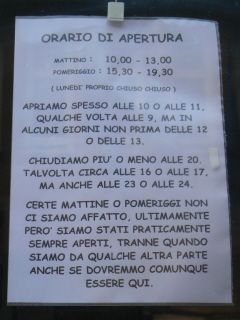 ORARIO DI APERTURA
MATTINO : 10,00 - 13,00
POMERIGGIO : 15,30 - 19,30
( LUNEDI' PROPRIO CHIUSO CHIUSO )
APRIAMO SPESSO ALLE 10 O ALLE 11,
QUALCHE VOLTA ALLE 9, MA IN
ALCUNI GIORNI NON PRIMA DELLE 12
O DELLE 13.
CHIUDIAMO PIU' O MENO ALLE 20,
TALVOLTA CIRCA ALLE 16 O ALLE 17,
MA ANCHE ALLE 23 O ALLE 24.
CERTE MATTINE O POMERIGGI NON
CI SIAMO AFFATTO, ULTIMAMENTE
PERO' SIAMO STATI PRATICAMENTE
SEMPRE APERTI, TRANNE QUANDO
SIAMO DA QUALCHE ALTRA PARTE
ANCHE SE DOVREMMO COMUNQUE
ESSERE QUI.